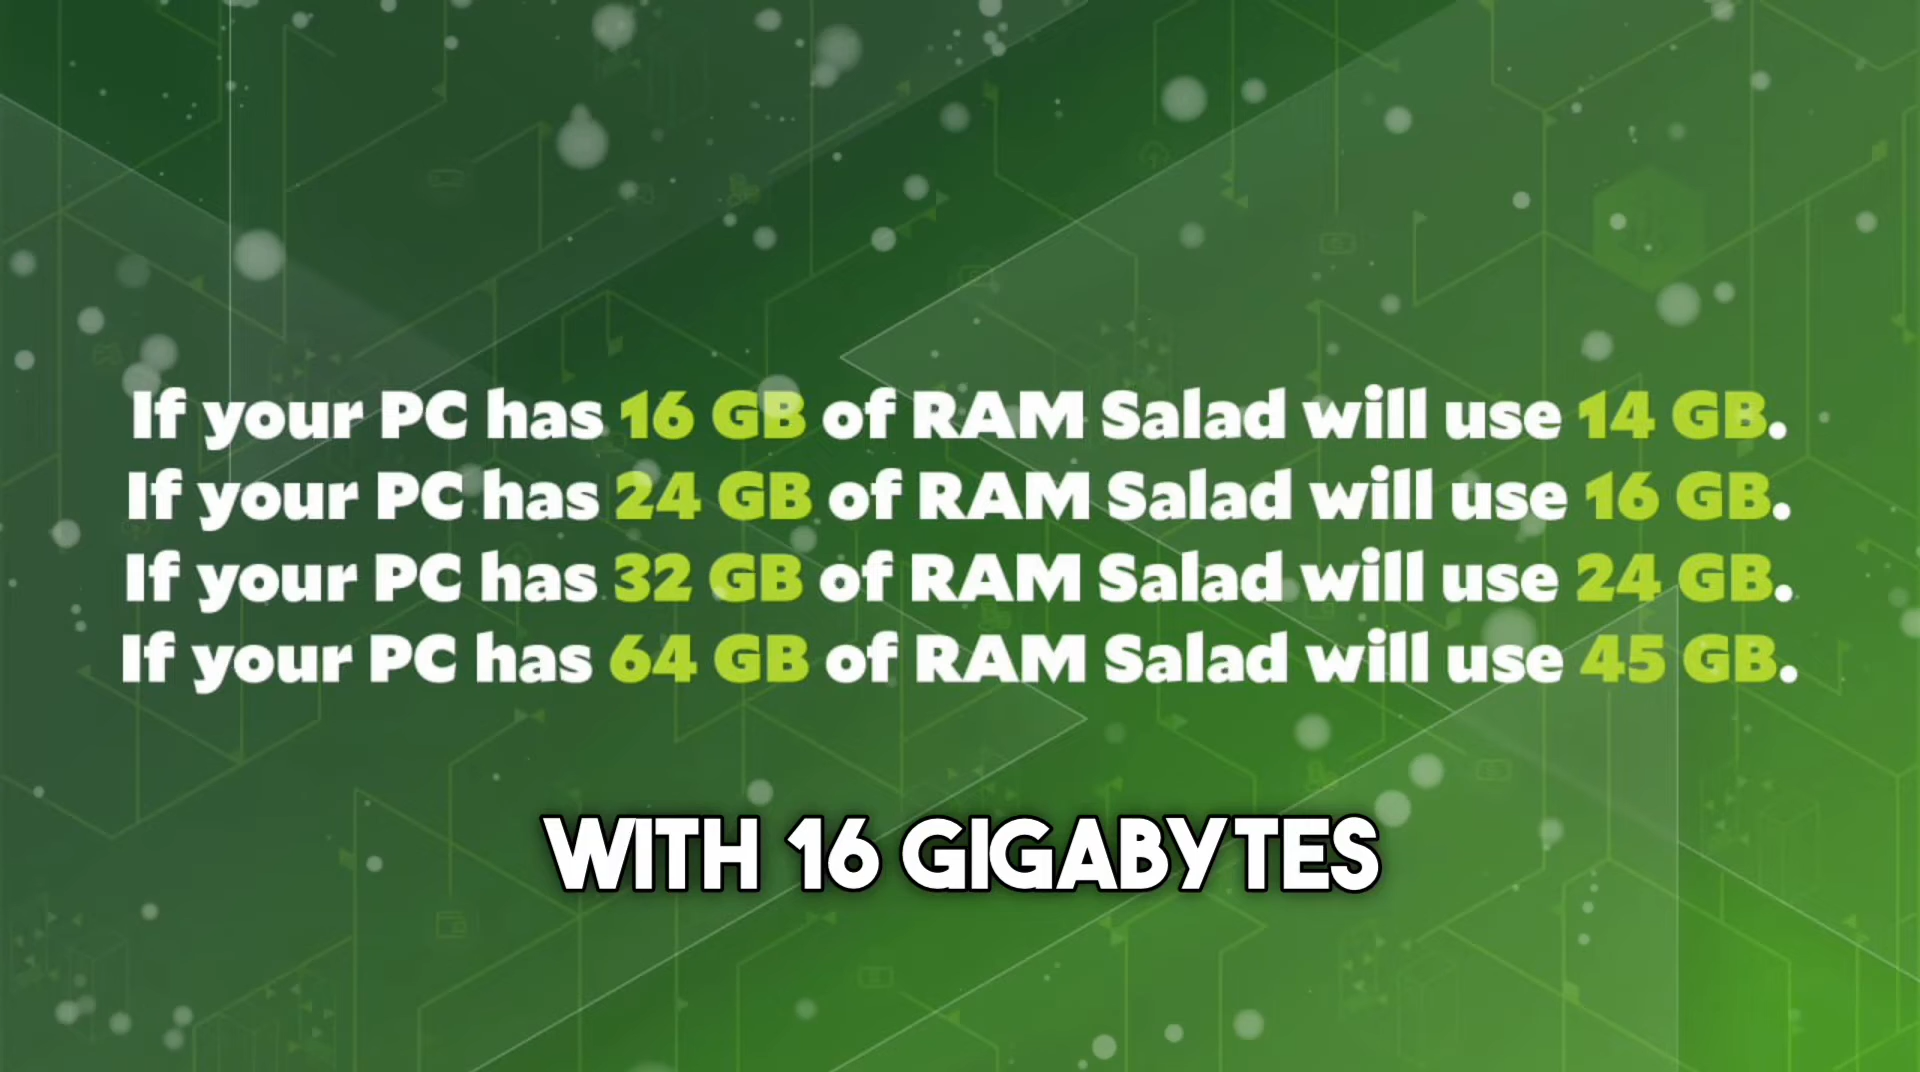 If your PC has 16 GB of RAM Salad will use 14 GB.
If your PC has 24 GB of RAM Salad will use 16 GB.
If your PC has 32 GB of RAM Salad will use 24 GB.
If your PC has 64 GB of RAM Salad will use 45 GB.
WITH 16 GIGABYTES